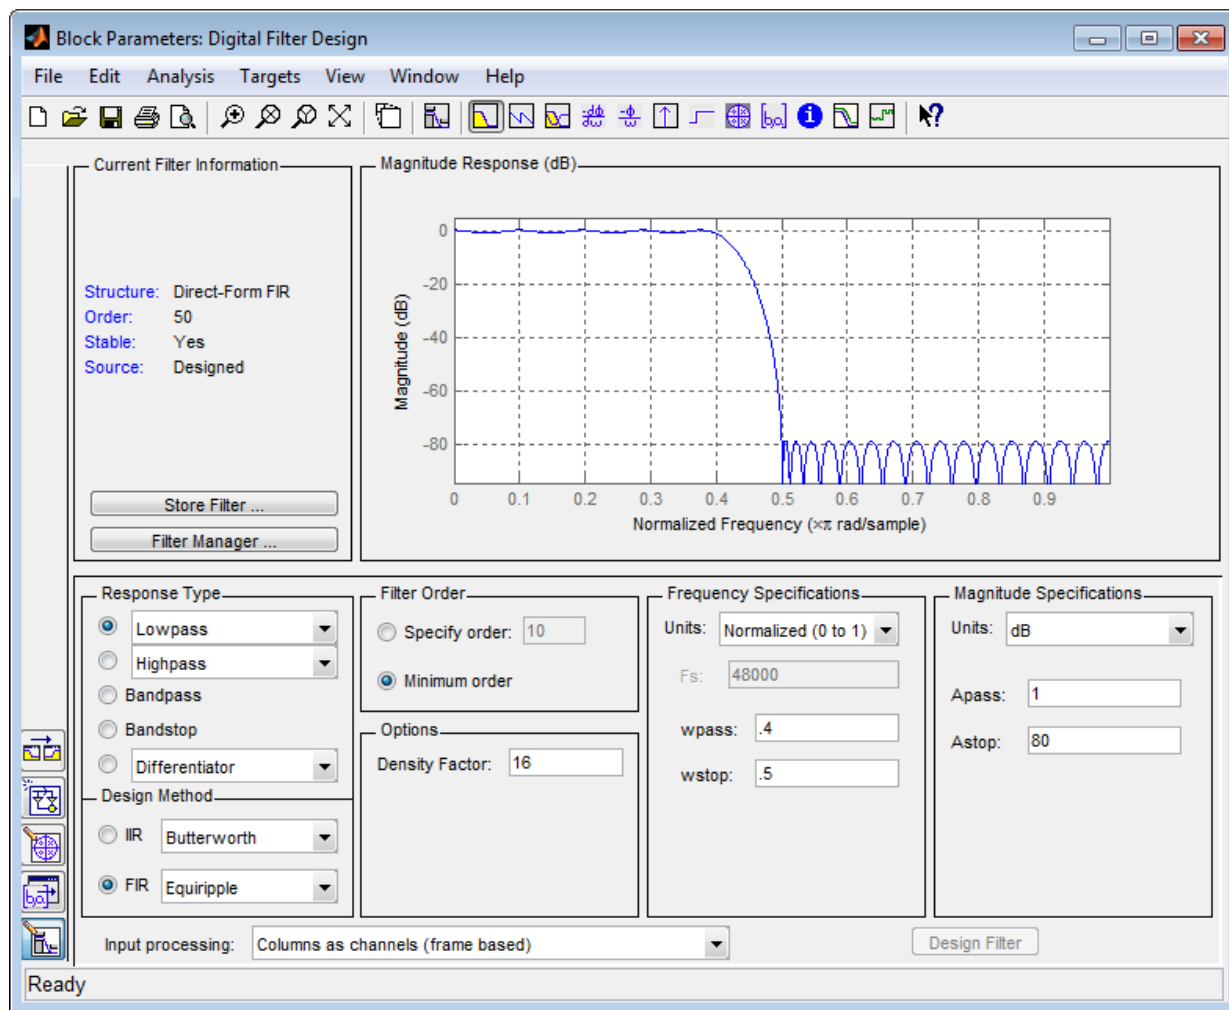 Block Parameters: Digital Filter Design
File Edit Analysis Targets View Window Help
Current Filter Information
Structure: Direct-Form FIR
Order: 50
Stable: Yes
Source: Designed
Store Filter ...
Filter Manager ...
Magnitude Response (dB)
Magnitude (dB)
0
-20
-40
-60
-80
0 0.1 0.2 0.3 0.4 0.5 0.6 0.7 0.8 0.9
Normalized Frequency (×π rad/sample)
Response Type
Lowpass
Highpass
Bandpass
Bandstop
Differentiator
Design Method
IIR Butterworth
FIR Equiripple
Filter Order
Specify order: 10
Minimum order
Options
Density Factor: 16
Frequency Specifications
Units: Normalized (0 to 1)
Fs: 48000
wpass: .4
wstop: .5
Magnitude Specifications
Units: dB
Apass: 1
Astop: 80
Input processing: Columns as channels (frame based)
Design Filter
Ready